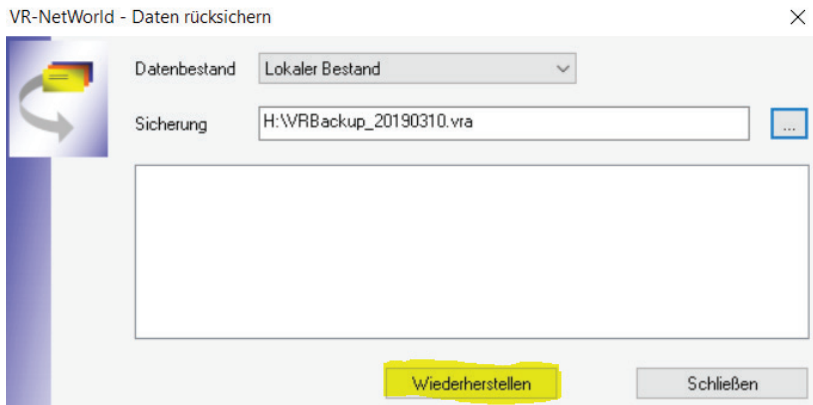 VR-NetWorld - Daten rücksichern
Datenbestand Lokaler Bestand
Sicherung H:\VRBackup_20190310.vra ...
Wiederherstellen Schließen